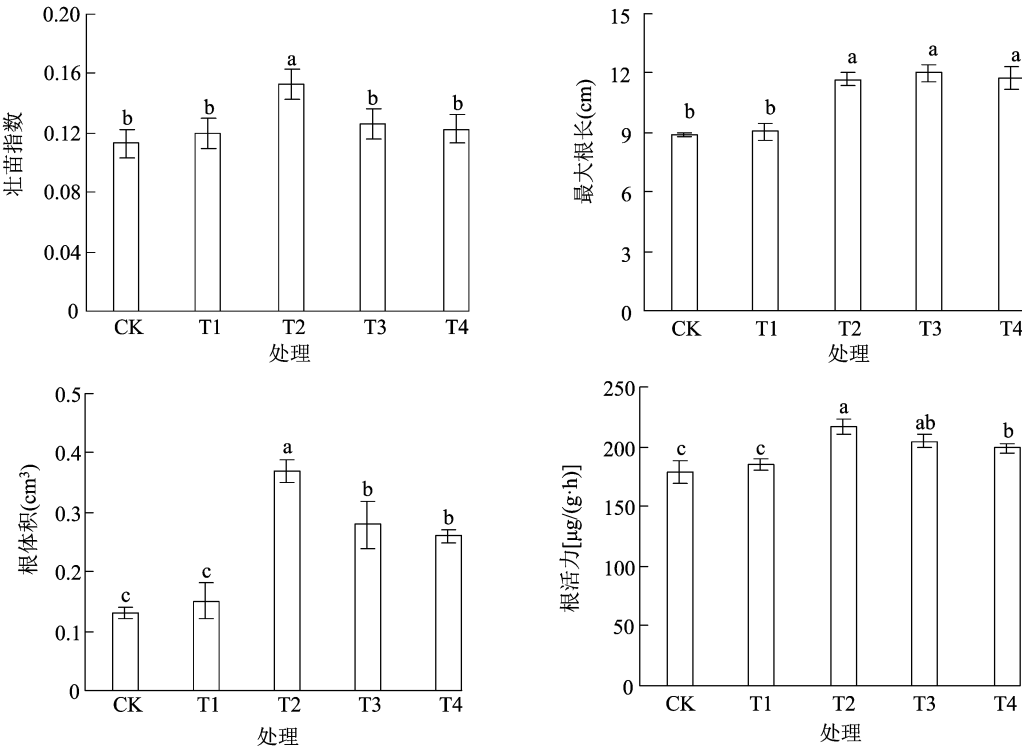 0.20
0.16
0.12
0.08
0.04
0
壮苗指数
b
b
a
b
b
CK
T1
T2
T3
T4
处理
15
12
9
6
3
0
最大根长(cm)
b
b
a
a
a
CK
T1
T2
T3
T4
处理
0.5
0.4
0.3
0.2
0.1
0
根体积(cm³)
c
c
a
b
b
CK
T1
T2
T3
T4
处理
250
200
150
100
50
0
根活力[μg/(g·h)]
c
c
a
ab
b
CK
T1
T2
T3
T4
处理